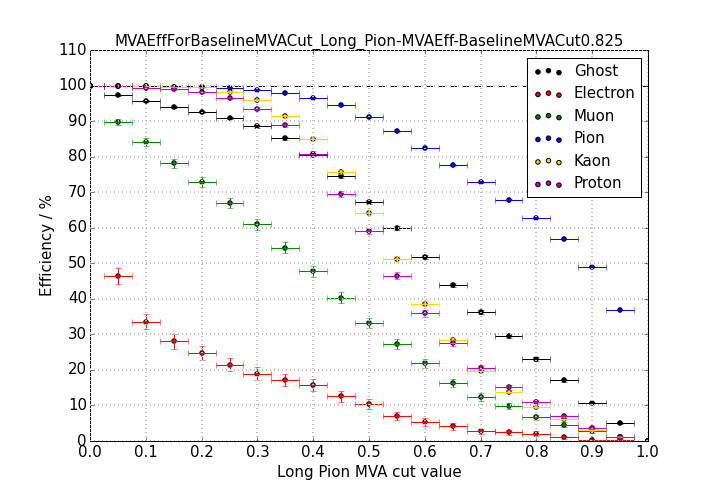 MVAEffForBaselineMVACut_Long_Pion-MVAEff-BaselineMVACut0.825
110
100
90
80
70
60
50
40
30
20
10
0
Efficiency / %
Ghost
Electron
Muon
Pion
Kaon
Proton
0.0 0.1 0.2 0.3 0.4 0.5 0.6 0.7 0.8 0.9 1.0
Long Pion MVA cut value